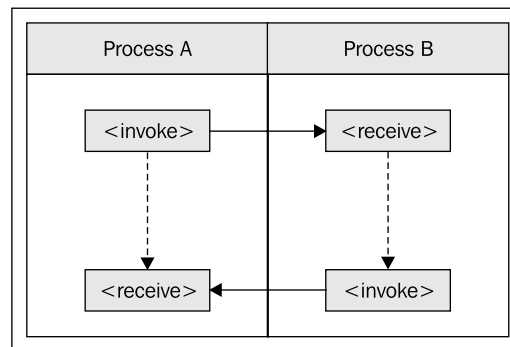 Process A
Process B
<invoke>
<receive>
<receive>
<invoke>